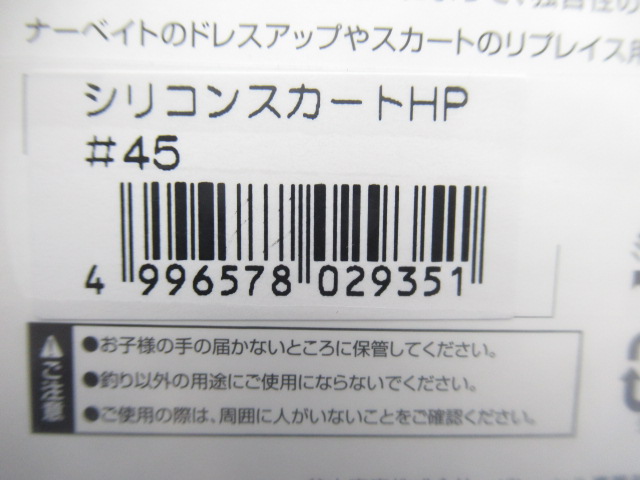 ナーベイトのドレスアップやスカートのリプレイス用
シリコンスカートHP
#45
4 996578 029351
ご注意
●お子様の手の届かないところに保管してください。
●釣り以外の用途にご使用にならないでください。
●ご使用の際は、周囲に人がいないことをご確認ください。